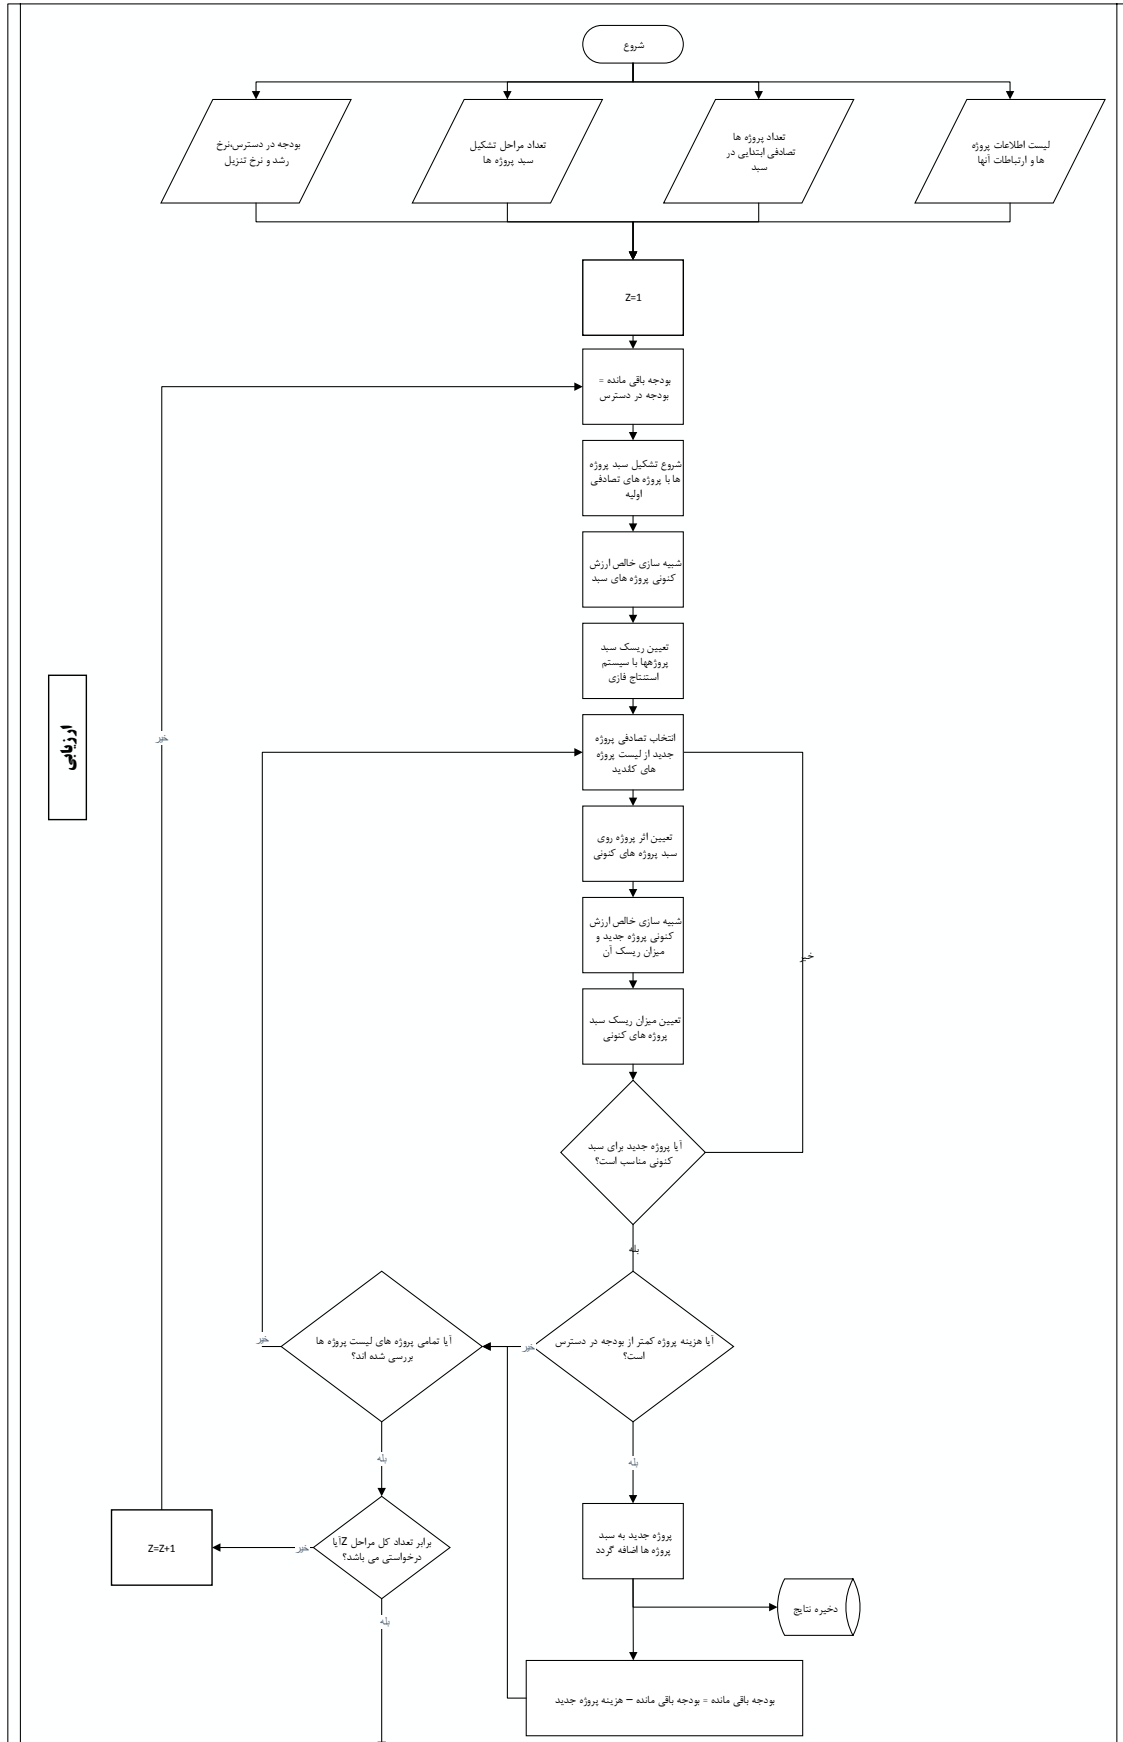 شروع
لیست اطلاعات پروژه
ها و ارتباطات آنها
تعداد پروژه ها
تصادفی ابتدایی در
سبد
تعداد مراحل تشکیل
سبد پروژه ها
بودجه در دسترس،نرخ
رشد و نرخ تنزیل
Z=1
بودجه باقی مانده =
بودجه در دسترس
شروع تشکیل سبد پروژه
ها با پروژه های تصادفی
اولیه
شبیه سازی خالص ارزش
کنونی پروژه های سبد
تعیین ریسک سبد
پروژهها با سیستم
استنتاج فازی
ارزیابی
خیر
انتخاب تصادفی پروژه
جدید از لیست پروژه
های کاندید
تعیین اثر پروژه روی
سبد پروژه های کنونی
شبیه سازی خالص ارزش
کنونی پروژه جدید و
میزان ریسک آن
خیر
تعیین میزان ریسک سبد
پروژه های کنونی
آیا پروژه جدید برای سبد
کنونی مناسب است؟
بله
آیا هزینه پروژه کمتر از بودجه در دسترس
است؟
خیر
آیا تمامی پروژه های لیست پروژه ها
بررسی شده اند؟
خیر
بله
بله
پروژه جدید به سبد
پروژه ها اضافه گردد
برابر تعداد کل مراحل Zآیا
درخواستی می باشد؟
خیر
Z=Z+1
دخیره نتایج
بله
بودجه باقی مانده = بودجه باقی مانده – هزینه پروژه جدید